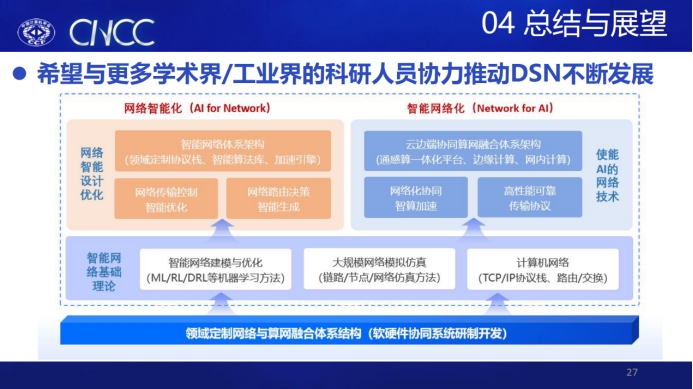 CNCC
04 总结与展望
希望与更多学术界/工业界的科研人员协力推动DSN不断发展
网络智能化（AI for Network）
智能网络化（Network for AI）
网络
智能
设计
优化
智能网络体系架构
(领域定制协议栈、智能算法库、加速引擎)
网络传输控制
智能优化
网络路由决策
智能生成
云边端协同算网融合体系架构
(通感算一体化平台、边缘计算、网内计算)
网络化协同
智算加速
高性能可靠
传输协议
使能
AI的
网络
技术
智能网
络基础
理论
智能网络建模与优化
(ML/RL/DRL等机器学习方法)
大规模网络模拟仿真
(链路/节点/网络仿真方法)
计算机网络
(TCP/IP协议栈、路由/交换)
领域定制网络与算网融合体系结构（软硬件协同系统研制开发）
27